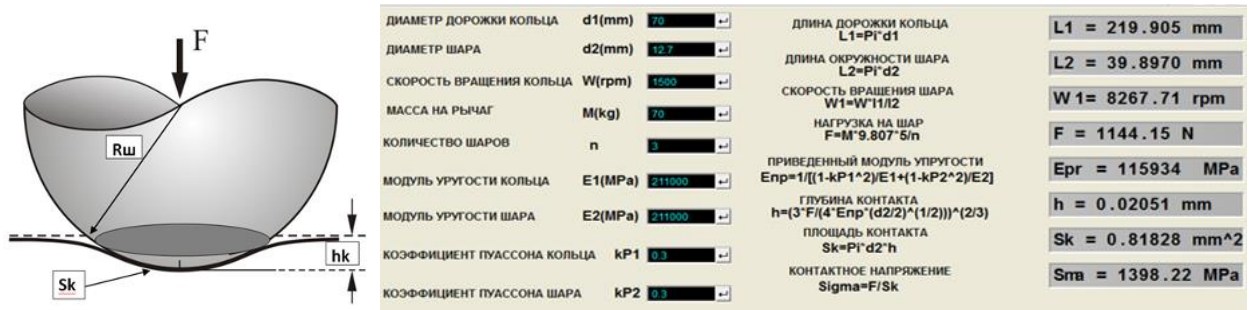 F
Rш
hk
Sk
ДИАМЕТР ДОРОЖКИ КОЛЬЦА d1(mm) 70
ДИАМЕТР ШАРА d2(mm) 12.7
СКОРОСТЬ ВРАЩЕНИЯ КОЛЬЦА W(rpm) 1500
МАССА НА РЫЧАГ M(kg) 70
КОЛИЧЕСТВО ШАРОВ n 3
МОДУЛЬ УРУГОСТИ КОЛЬЦА E1(MPa) 211000
МОДУЛЬ УРУГОСТИ ШАРА E2(MPa) 211000
КОЭФФИЦИЕНТ ПУАССОНА КОЛЬЦА kP1 0.3
КОЭФФИЦИЕНТ ПУАССОНА ШАРА kP2 0.3
ДЛИНА ДОРОЖКИ КОЛЬЦА
L1=Pi*d1
ДЛИНА ОКРУЖНОСТИ ШАРА
L2=Pi*d2
СКОРОСТЬ ВРАЩЕНИЯ ШАРА
W1=W*l1/l2
НАГРУЗКА НА ШАР
F=M*9.807*5/n
ПРИВЕДЕННЫЙ МОДУЛЬ УПРУГОСТИ
Eпр=1/[(1-kP1^2)/E1+(1-kP2^2)/E2]
ГЛУБИНА КОНТАКТА
h=(3*F/(4*Eпр*(d2/2)^(1/2)))^(2/3)
ПЛОЩАДЬ КОНТАКТА
Sk=Pi*d2*h
КОНТАКТНОЕ НАПРЯЖЕНИЕ
Sigma=F/Sk
L1 = 219.905 mm
L2 = 39.8970 mm
W1= 8267.71 rpm
F = 1144.15 N
Epr = 115934 MPa
h = 0.02051 mm
Sk = 0.81828 mm^2
Sma = 1398.22 MPa